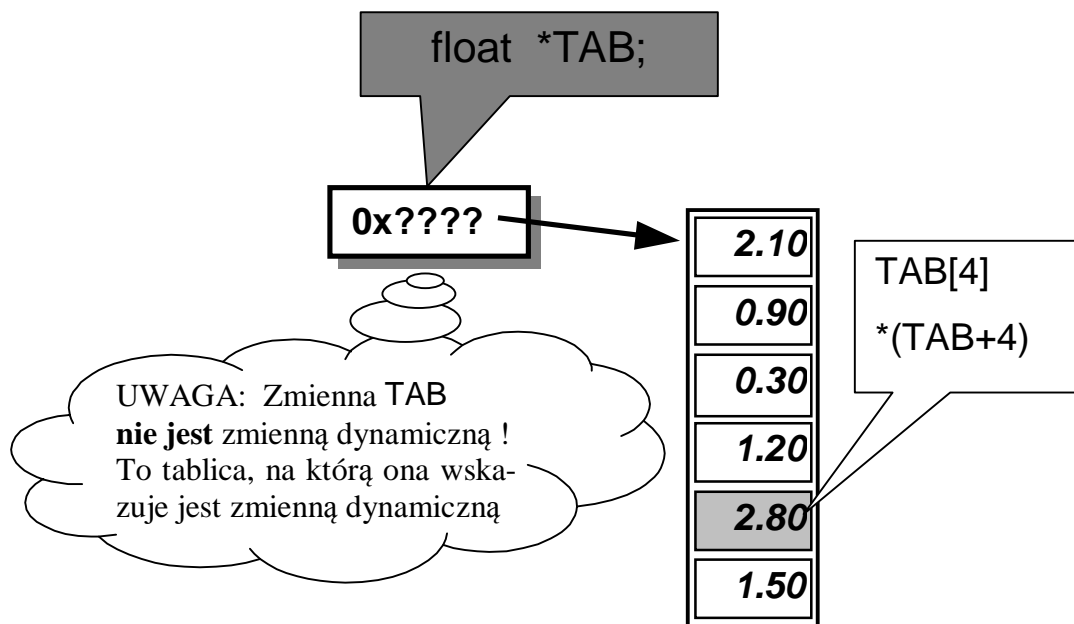 float *TAB;
0x????
2.10
0.90
0.30
1.20
2.80
1.50
TAB[4]
*(TAB+4)
UWAGA: Zmienna TAB
nie jest zmienną dynamiczną !
To tablica, na którą ona wska-
zuje jest zmienną dynamiczną